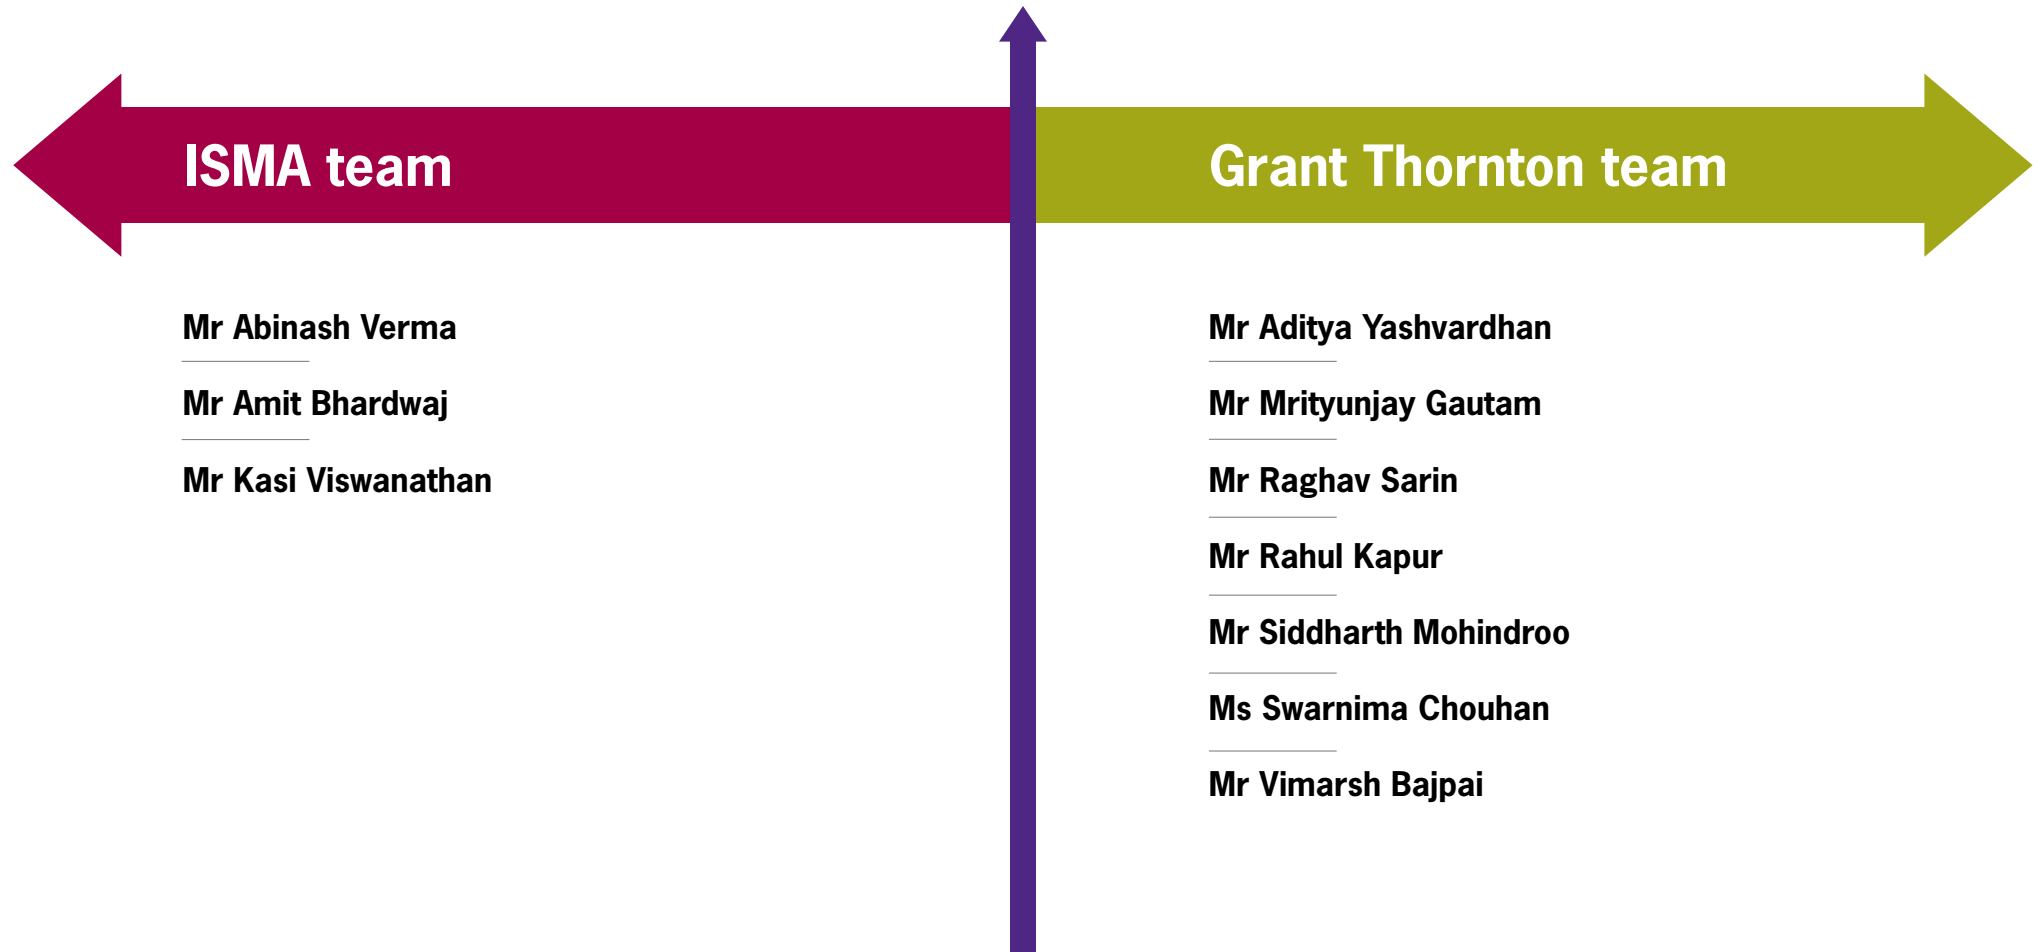 ISMA team
Mr Abinash Verma
Mr Amit Bhardwaj
Mr Kasi Viswanathan
Grant Thornton team
Mr Aditya Yashvardhan
Mr Mrityunjay Gautam
Mr Raghav Sarin
Mr Rahul Kapur
Mr Siddharth Mohindroo
Ms Swarnima Chouhan
Mr Vimarsh Bajpai